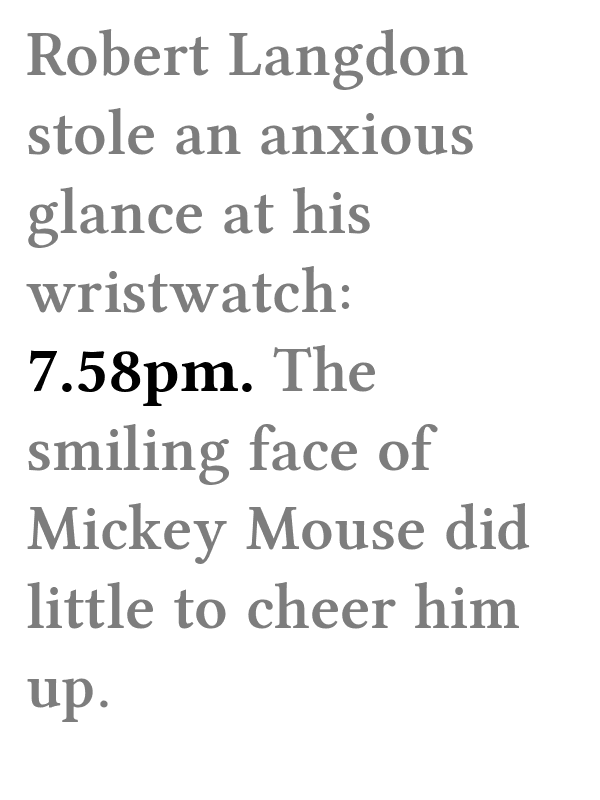 Robert Langdon
stole an anxious
glance at his
wristwatch:
7.58pm. The
smiling face of
Mickey Mouse did
little to cheer him
up.